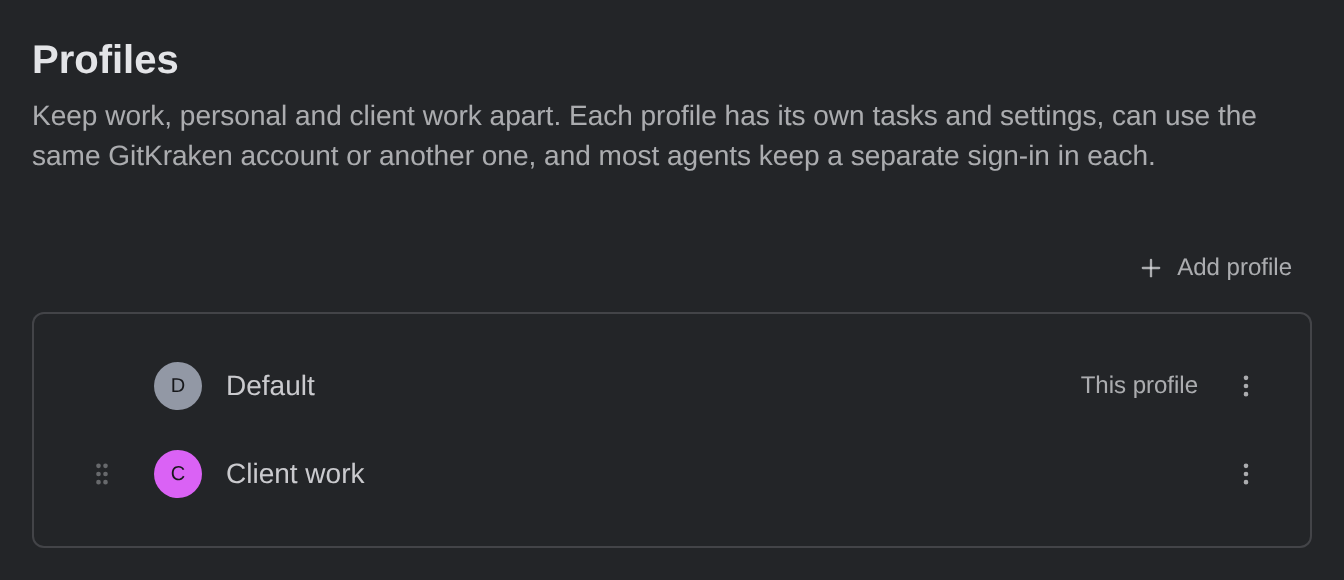 Profiles
Keep work, personal and client work apart. Each profile has its own tasks and settings, can use the
same GitKraken account or another one, and most agents keep a separate sign-in in each.
Add profile
D Default This profile
C Client work